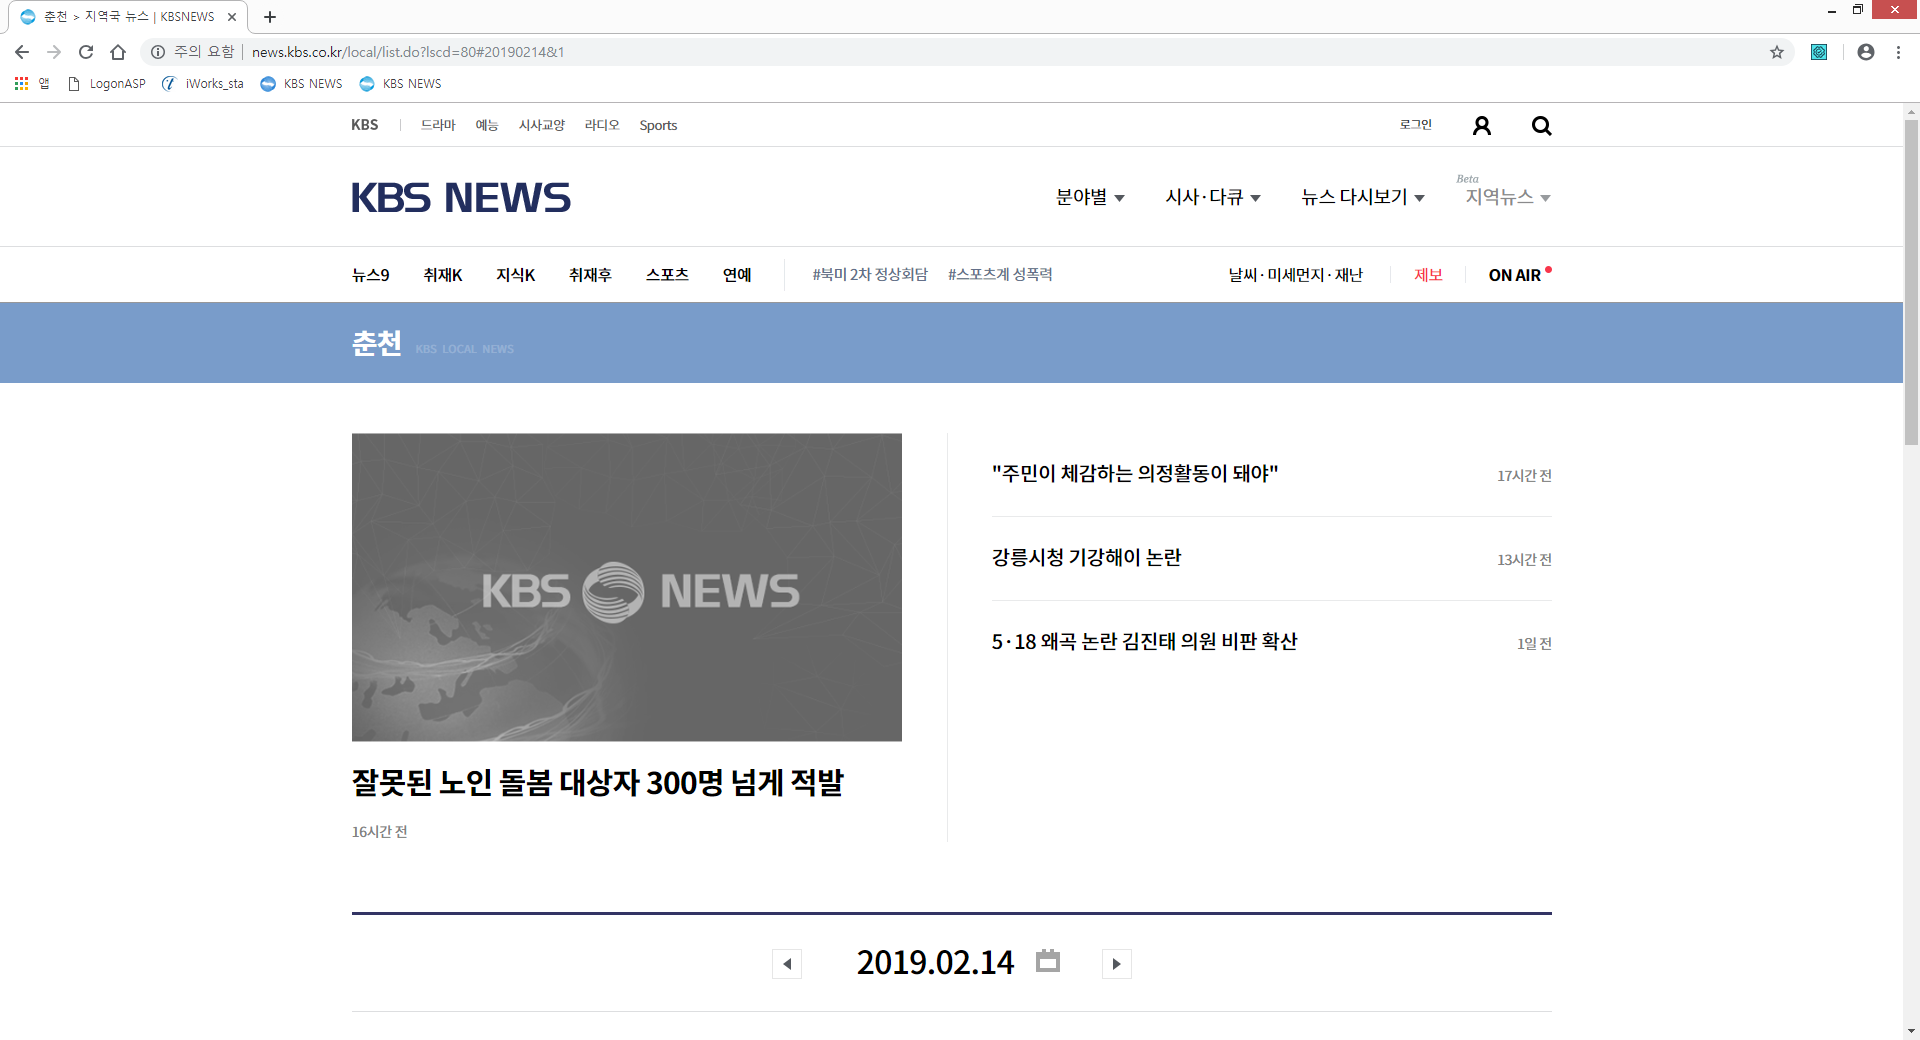 춘천 > 지역국 뉴스 | KBSNEWS
주의 요함 | news.kbs.co.kr/local/list.do?lscd=80#20190214&1
앱 LogonASP iWorks_sta KBS NEWS KBS NEWS
KBS 드라마 예능 시사교양 라디오 Sports 로그인
KBS NEWS 분야별 시사·다큐 뉴스 다시보기 Beta 지역뉴스
뉴스9 취재K 지식K 취재후 스포츠 연예 #북미 2차 정상회담 #스포츠계 성폭력 날씨·미세먼지·재난 제보 ON AIR
춘천 KBS LOCAL NEWS
KBS NEWS
잘못된 노인 돌봄 대상자 300명 넘게 적발
16시간 전
"주민이 체감하는 의정활동이 돼야" 17시간 전
강릉시청 기강해이 논란 13시간 전
5·18 왜곡 논란 김진태 의원 비판 확산 1일 전
2019.02.14